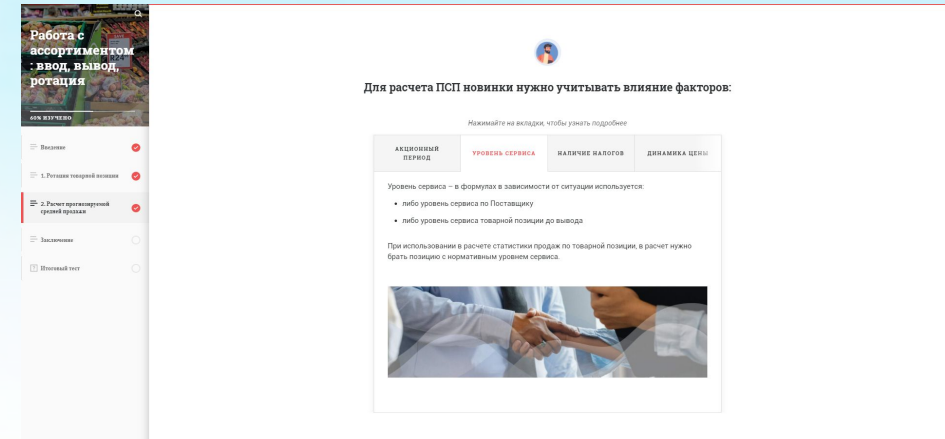 Работа с
ассортиментом
: ввод, вывод,
ротация
60% ИЗУЧЕНО
Введение
1. Ротация товарной позиции
2. Расчет прогнозируемой
средней продажи
Заключение
Итоговый тест
Для расчета ПСП новинки нужно учитывать влияние факторов:
Нажимайте на вкладки, чтобы узнать подробнее
АКЦИОННЫЙ
ПЕРИОД
УРОВЕНЬ СЕРВИСА
НАЛИЧИЕ НАЛОГОВ
ДИНАМИКА ЦЕНЫ
Уровень сервиса – в формулах в зависимости от ситуации используется:
• либо уровень сервиса по Поставщику
• либо уровень сервиса товарной позиции до вывода
При использовании в расчете статистики продаж по товарной позиции, в расчет нужно
брать позицию с нормативным уровнем сервиса.